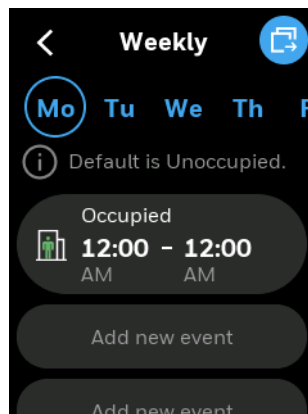 Weekly
Mo Tu We Th
Default is Unoccupied.
Occupied
12:00 – 12:00
AM AM
Add new event
Add new event